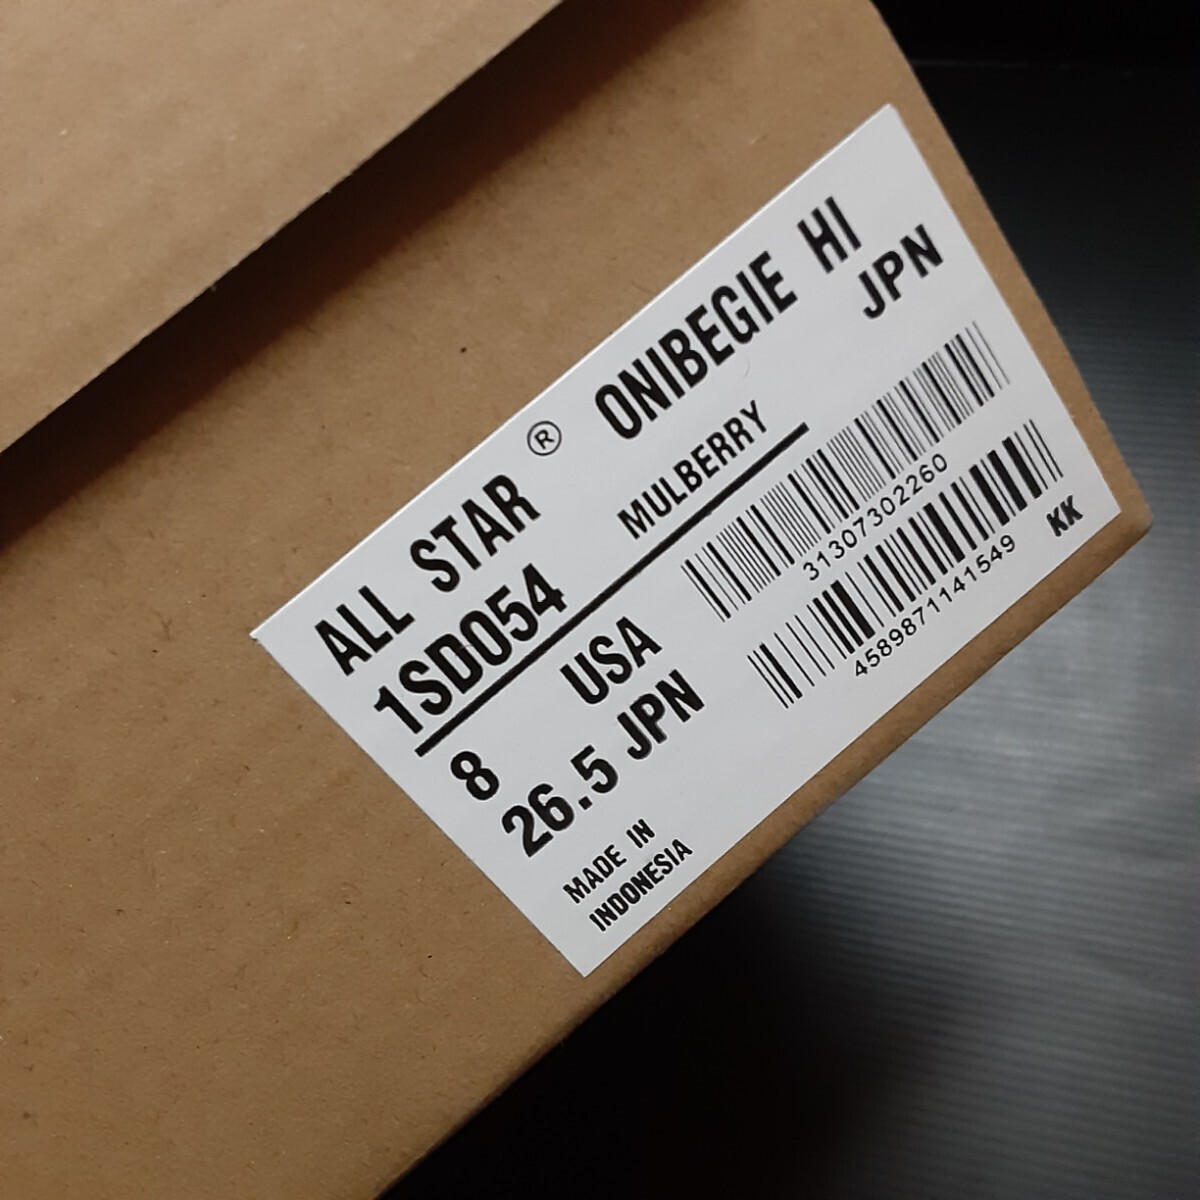 ALL STAR ® ONIBEGIE HI
1SD054 MULBERRY JPN
8 USA
26.5 JPN
31307302260
4589871141549
MADE IN
INDONESIA
KK